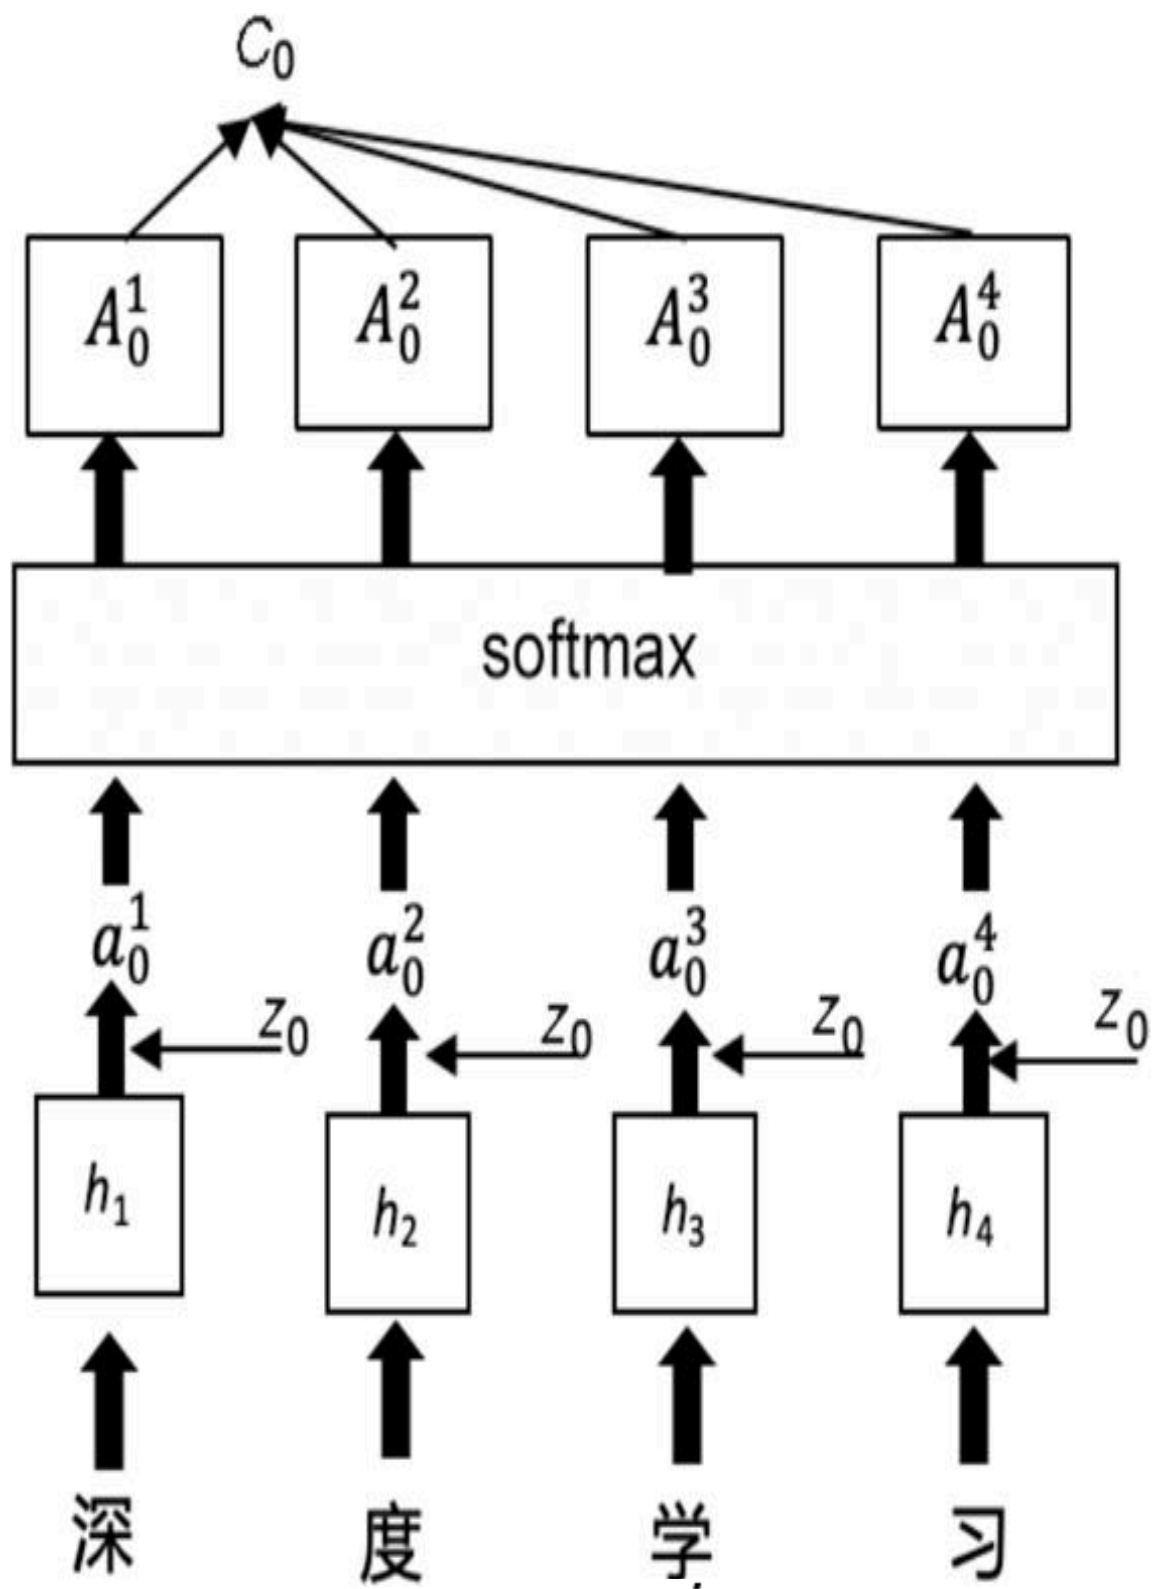 C₀
A₀¹ A₀² A₀³ A₀⁴
softmax
a₀¹ a₀² a₀³ a₀⁴
z₀ z₀ z₀ z₀
h₁ h₂ h₃ h₄
深 度 学 习